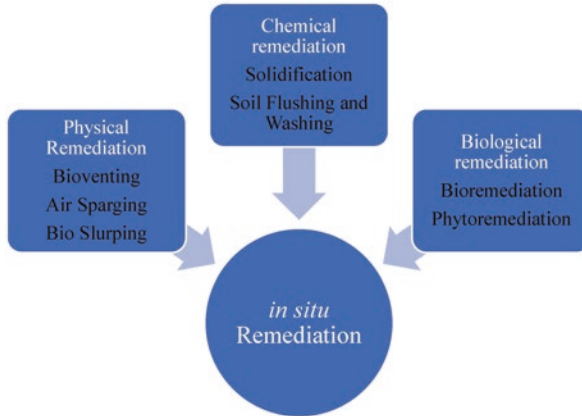 Chemical
remediation
Solidification
Soil Flushing and
Washing
Physical
Remediation
Bioventing
Air Sparging
Bio Slurping
Biological
remediation
Bioremediation
Phytoremediation
in situ
Remediation